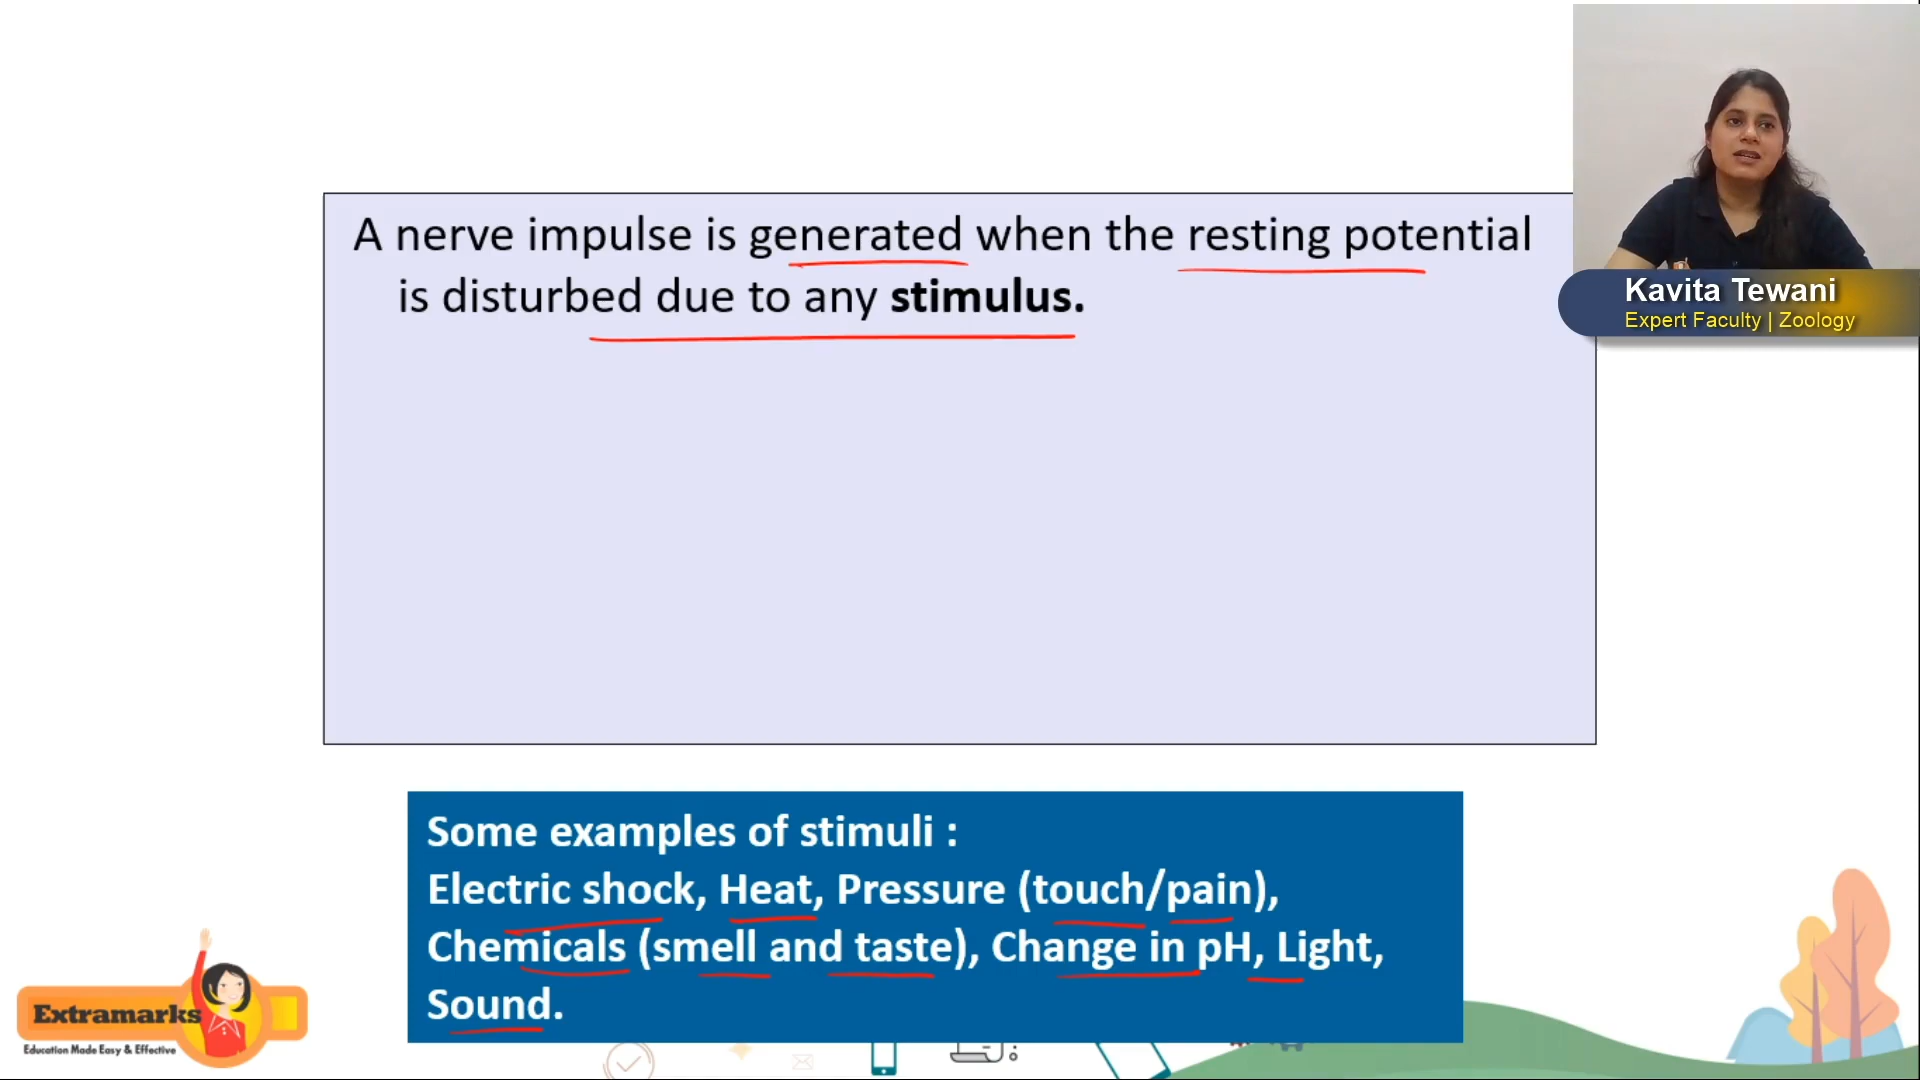 A nerve impulse is generated when the resting potential
is disturbed due to any stimulus.
Kavita Tewani
Expert Faculty | Zoology
Some examples of stimuli :
Electric shock, Heat, Pressure (touch/pain),
Chemicals (smell and taste), Change in pH, Light,
Sound.
Extramarks
Education Made Easy & Effective